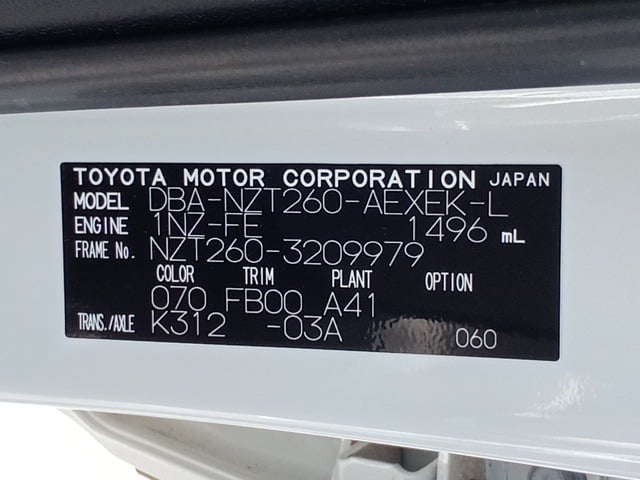 TOYOTA MOTOR CORPORATION JAPAN
MODEL DBA-NZT260-AEXEK-L
ENGINE 1NZ-FE 1496 mL
FRAME No. NZT260-3209979
COLOR TRIM PLANT OPTION
070 FB00 A41
TRANS./AXLE K312 -03A 060